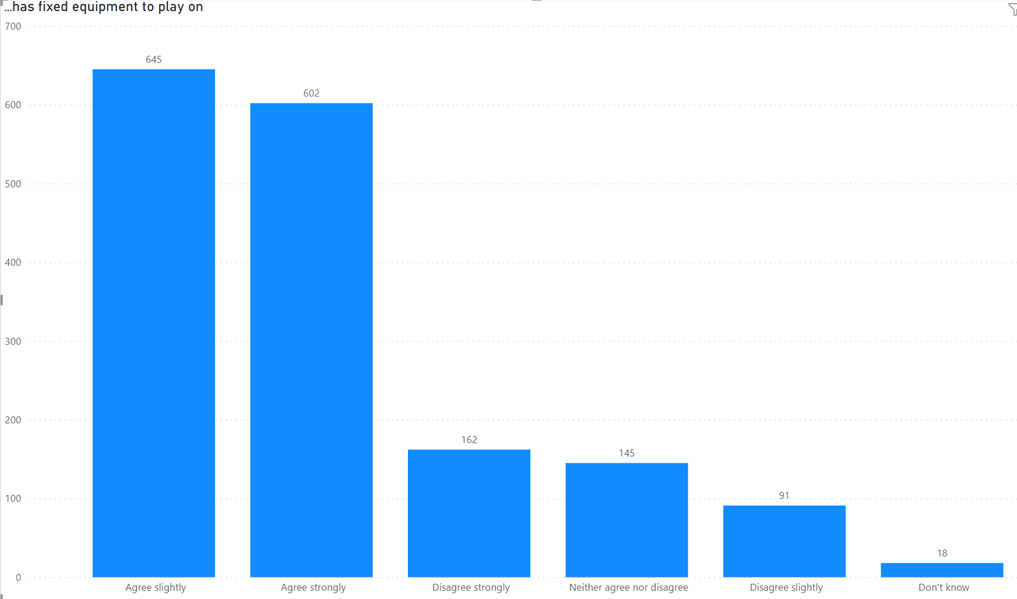 ...has fixed equipment to play on
700
600
500
400
300
200
100
0
645
602
162
145
91
18
Agree slightly
Agree strongly
Disagree strongly
Neither agree nor disagree
Disagree slightly
Don't know